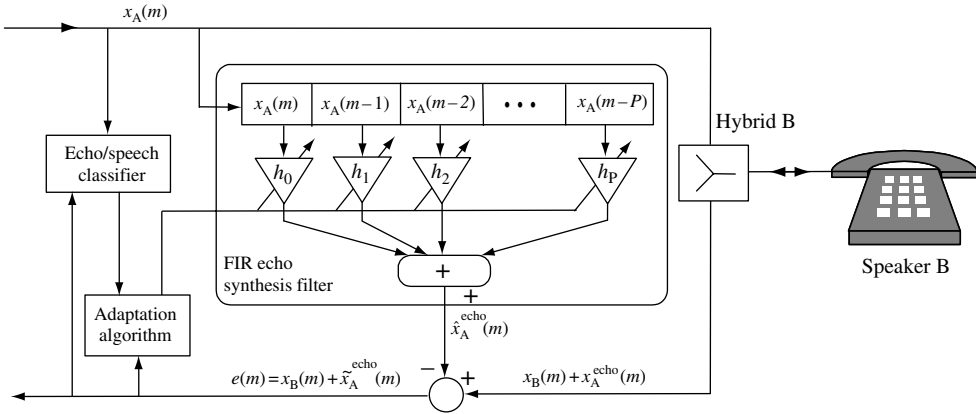 x_A(m)
x_A(m) x_A(m−1) x_A(m−2) • • • x_A(m−P)
Hybrid B
Echo/speech
classifier
h_0 h_1 h_2 h_P
FIR echo
synthesis filter
+
+
Speaker B
Adaptation
algorithm
x̂_A^echo(m)
e(m) = x_B(m) + x̃_A^echo(m)
− +
x_B(m) + x_A^echo(m)